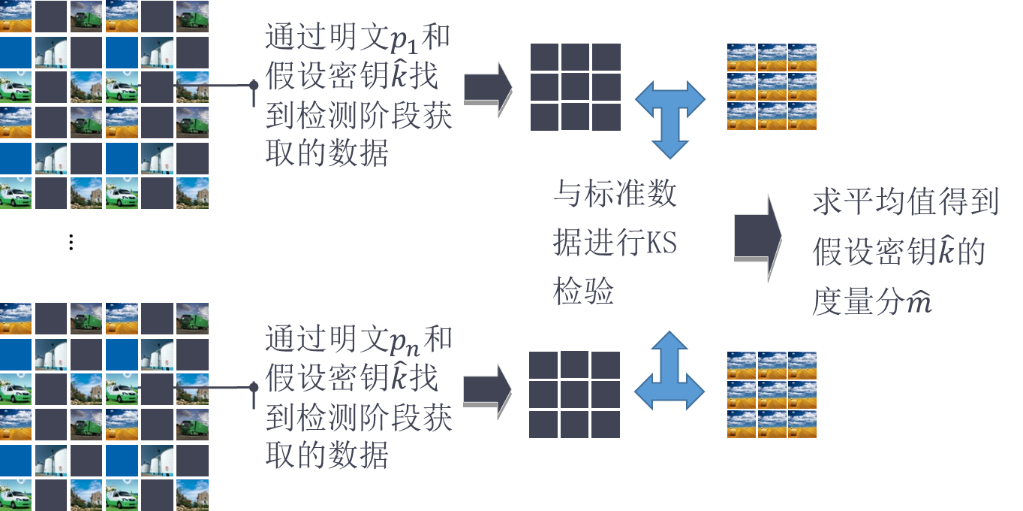 通过明文p₁和
假设密钥k̂找
到检测阶段获
取的数据
与标准数
据进行KS
检验
求平均值得到
假设密钥k̂的
度量分m̂
⋮
通过明文pₙ和
假设密钥k̂找
到检测阶段获
取的数据